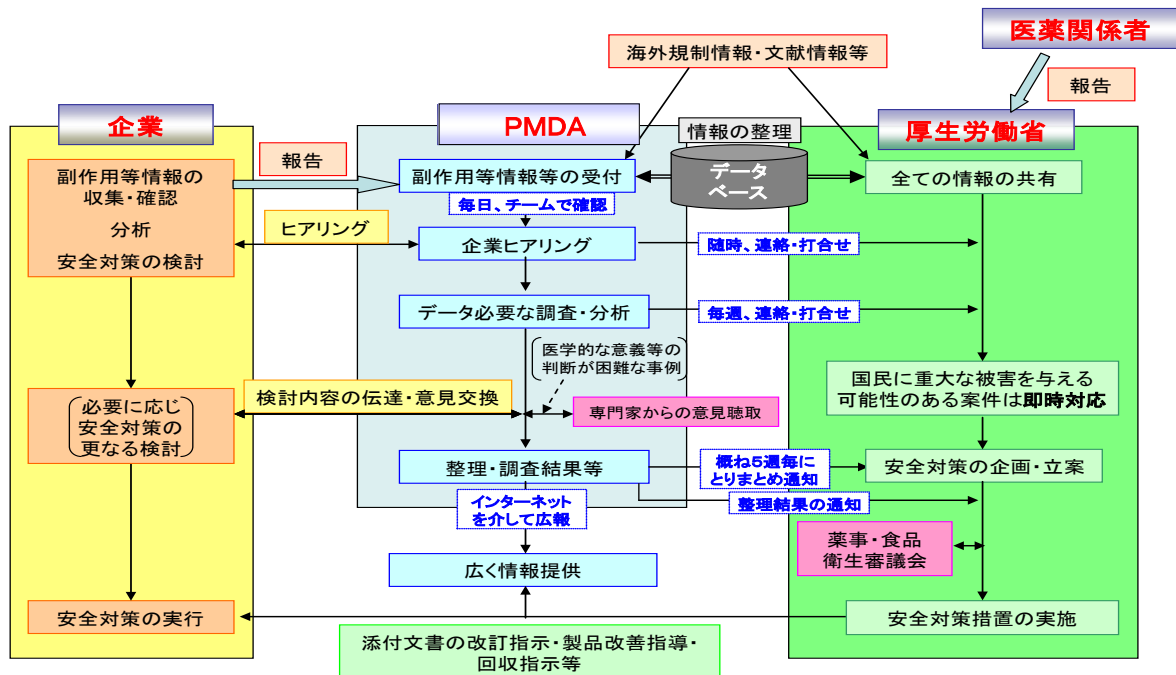 医薬関係者
海外規制情報・文献情報等
報告
企業
PMDA
情報の整理
厚生労働省
副作用等情報の
収集・確認
分析
安全対策の検討
報告
副作用等情報等の受付
データ
ベース
全ての情報の共有
毎日、チームで確認
ヒアリング
企業ヒアリング
随時、連絡・打合せ
データ必要な調査・分析
毎週、連絡・打合せ
医学的な意義等の
判断が困難な事例
国民に重大な被害を与える
可能性のある案件は即時対応
検討内容の伝達・意見交換
専門家からの意見聴取
必要に応じ
安全対策の
更なる検討
整理・調査結果等
概ね5週毎に
とりまとめ通知
安全対策の企画・立案
インターネット
を介して広報
整理結果の通知
薬事・食品
衛生審議会
広く情報提供
安全対策の実行
安全対策措置の実施
添付文書の改訂指示・製品改善指導・
回収指示等